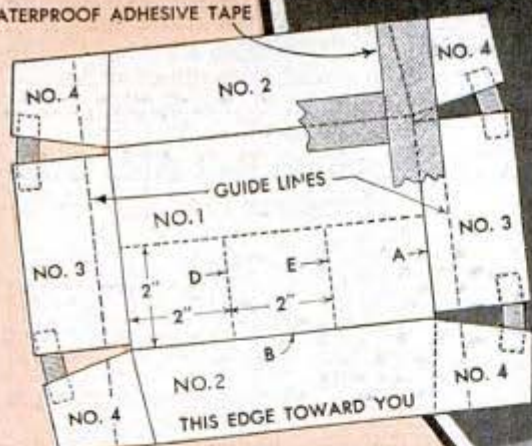 ATERPROOF ADHESIVE TAPE
NO. 4
NO. 2
NO. 4
GUIDE LINES
NO.1
NO. 3
NO. 3
2"
D
E
A
2"
2"
B
NO.2
NO. 4
NO. 4
THIS EDGE TOWARD YOU